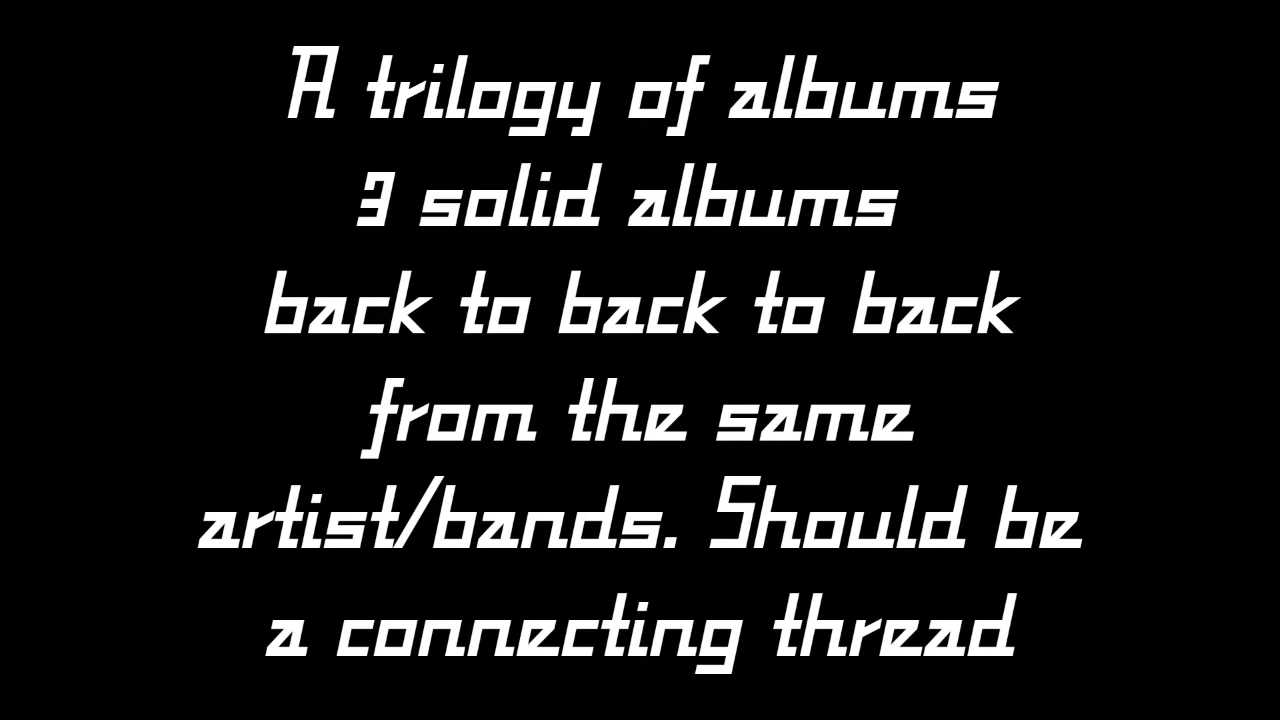 A trilogy of albums
3 solid albums
back to back to back
from the same
artist/bands. Should be
a connecting thread